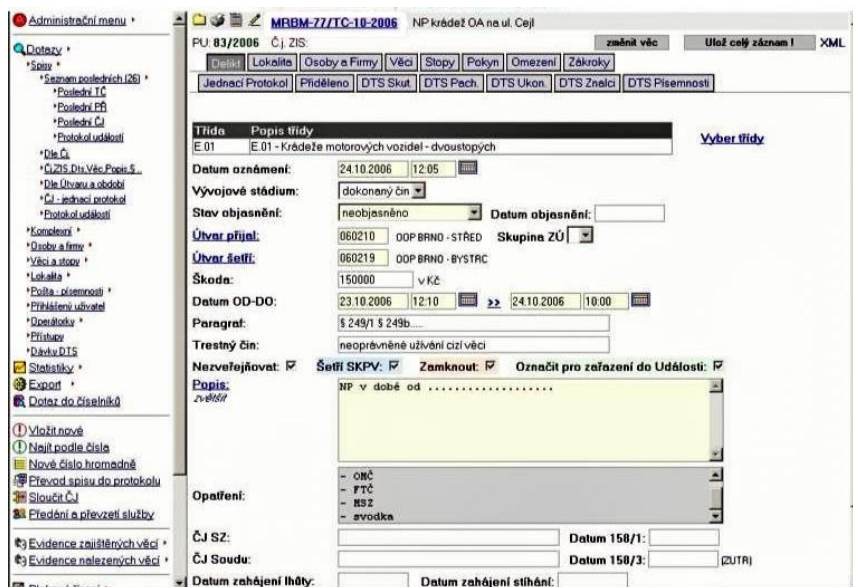 Administrační menu
MRBM-77/TC-10-2006 NP krádež OA na ul. Cejl
PU: 83/2006 Č.j. ZIS: změnit věc Ulož celý záznam ! XML
Dotazy
Spisy
Seznam posledních (26)
Poslední TČ
Poslední PŘ
Poslední ČJ
Protokol událostí
Dle Čj.
Čj,ZIS,Dts,Věc,Popis,§...
Dle Útvaru a období
ČJ - jednací protokol
Protokol událostí
Komplexní
Osoby a firmy
Věci a stopy
Lokalita
Pošta - písemnosti
Přihlášený uživatel
Operátorky
Přístupy
Dávky DTS
Statistiky
Export
Dotaz do číselníků
Vložit nové
Najít podle čísla
Nové číslo hromadně
Převod spisu do protokolu
Sloučit ČJ
Předání a převzetí služby
Evidence zajištěných věcí
Evidence nalezených věcí
Delikt Lokalita Osoby a Firmy Věci Stopy Pokyn Omezení Zákroky
Jednací Protokol Přiděleno DTS Skut. DTS Pach. DTS Ukon. DTS Znalci DTS Písemnosti
Třída Popis třídy
E.01 E.01 - Krádeže motorových vozidel - dvoustopých Vyber třídy
Datum oznámení: 24.10.2006 12:05
Vývojové stádium: dokonaný čin
Stav objasnění: neobjasněno Datum objasnění:
Útvar přijal: 060210 OOP BRNO - STŘED Skupina ZÚ
Útvar šetří: 060219 OOP BRNO - BYSTRC
Škoda: 150000 v Kč
Datum OD-DO: 23.10.2006 12:10 >> 24.10.2006 10:00
Paragraf: § 249/1 § 249b.....
Trestný čin: neoprávněné užívání cizí věci
Nezveřejňovat: Šetří SKPV: Zamknout: Označit pro zařazení do Události:
Popis: NP v době od ...................
zvětšit
- OMČ
- FTČ
Opatření: - MSZ
- svodka
ČJ SZ: Datum 158/1:
ČJ Soudu: Datum 158/3: (ZUTR)
Datum zahájení lhůty: Datum zahájení stíhání: